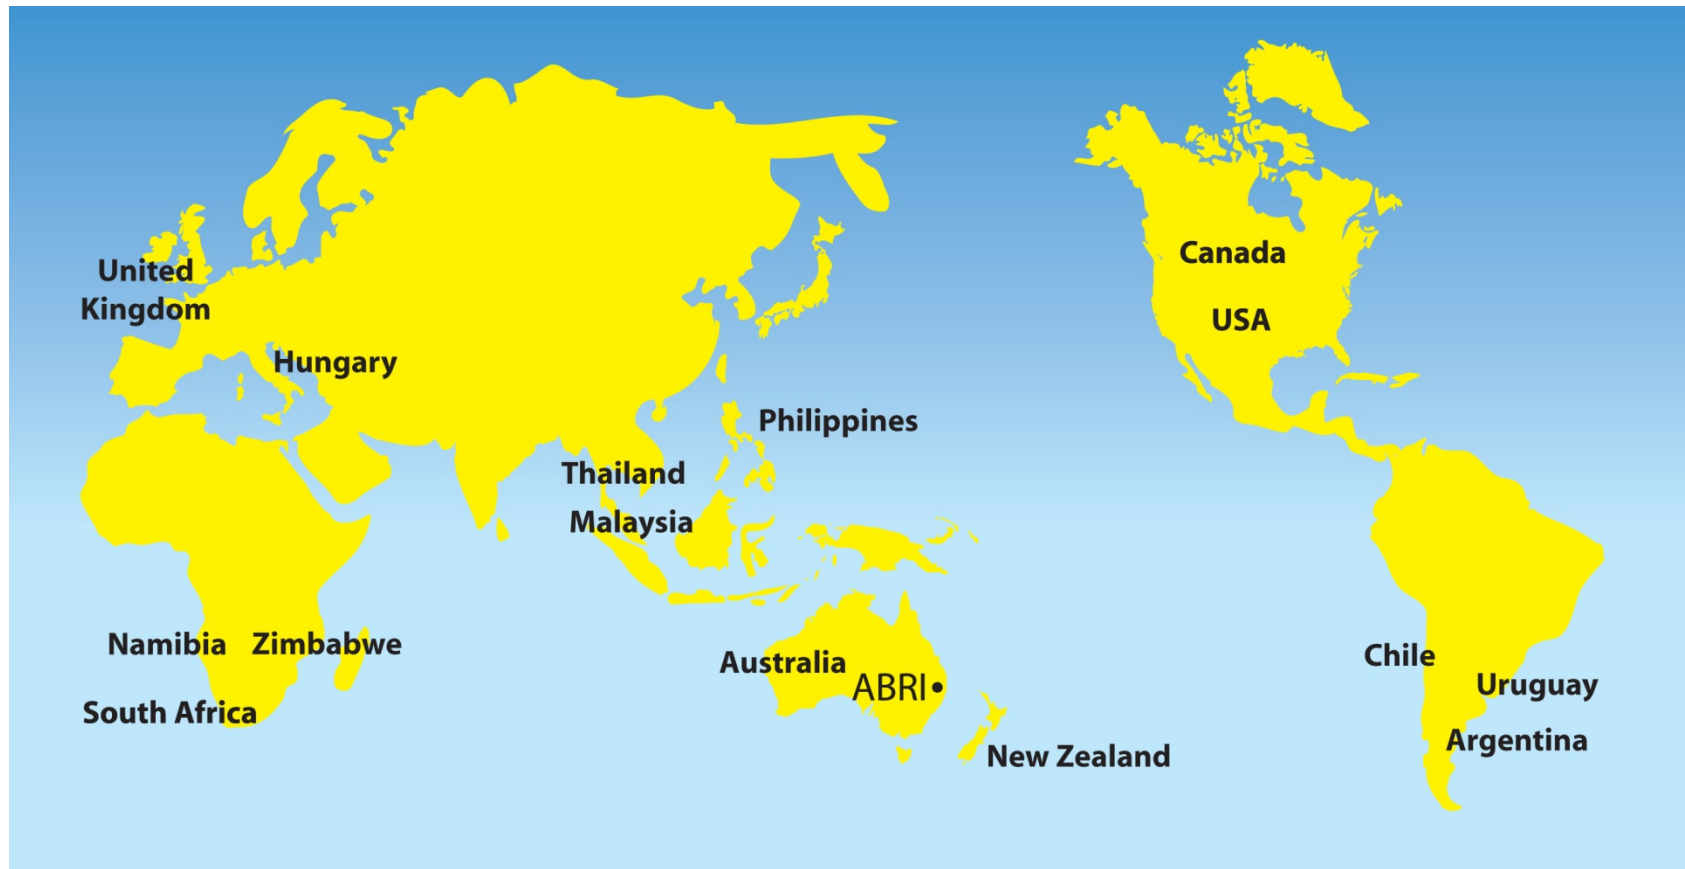 Canada
United
Kingdom
USA
Hungary
Philippines
Thailand
Malaysia
Namibia
Zimbabwe
Australia
ABRI
Chile
Uruguay
South Africa
Argentina
New Zealand